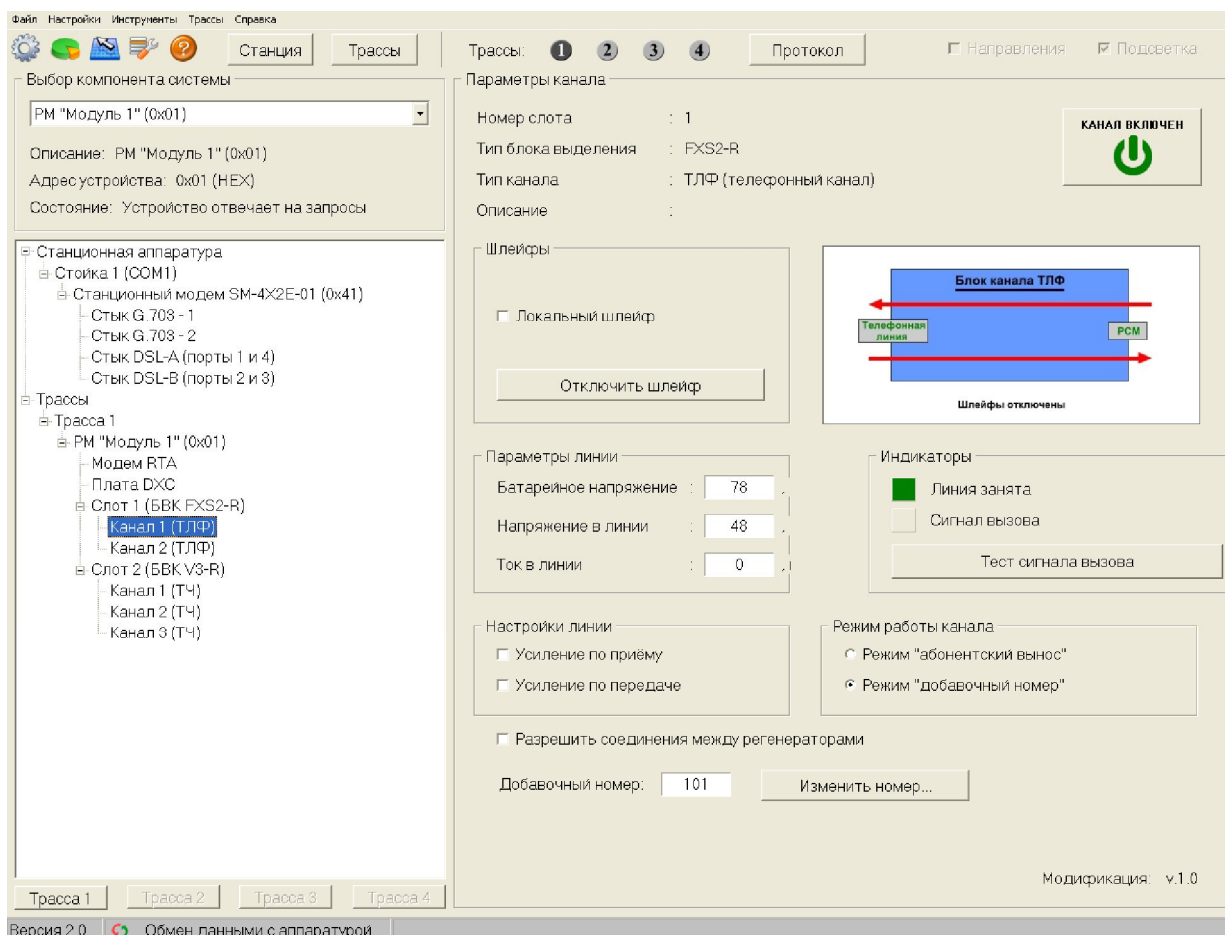 Файл Настройки Инструменты Трассы Справка
Станция Трассы Трассы: 1 2 3 4 Протокол Направления Подсветка
Выбор компонента системы
РМ "Модуль 1" (0x01)
Описание: РМ "Модуль 1" (0x01)
Адрес устройства: 0x01 (HEX)
Состояние: Устройство отвечает на запросы
Станционная аппаратура
Стойка 1 (COM1)
Станционный модем SM-4X2E-01 (0x41)
Стык G.703 - 1
Стык G.703 - 2
Стык DSL-A (порты 1 и 4)
Стык DSL-B (порты 2 и 3)
Трассы
Трасса 1
РМ "Модуль 1" (0x01)
Модем RTA
Плата DXC
Слот 1 (БВК FXS2-R)
Канал 1 (ТЛФ)
Канал 2 (ТЛФ)
Слот 2 (БВК V3-R)
Канал 1 (ТЧ)
Канал 2 (ТЧ)
Канал 3 (ТЧ)
Трасса 1 Трасса 2 Трасса 3 Трасса 4
Параметры канала
Номер слота : 1
Тип блока выделения : FXS2-R
Тип канала : ТЛФ (телефонный канал)
Описание :
КАНАЛ ВКЛЮЧЕН
Шлейфы
Локальный шлейф
Отключить шлейф
Блок канала ТЛФ
Телефонная
линия
PCM
Шлейфы отключены
Параметры линии
Батарейное напряжение : 78
Напряжение в линии : 48
Ток в линии : 0
Индикаторы
Линия занята
Сигнал вызова
Тест сигнала вызова
Настройки линии
Усиление по приёму
Усиление по передаче
Режим работы канала
Режим "абонентский вынос"
Режим "добавочный номер"
Разрешить соединения между регенераторами
Добавочный номер: 101 Изменить номер...
Модификация: v.1.0
Версия 2.0 Обмен данными с аппаратурой